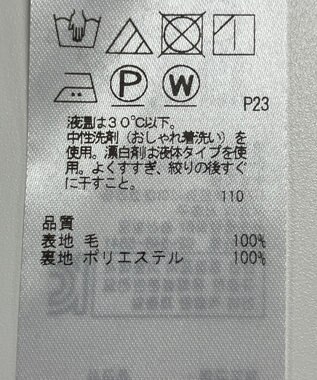 P W
P23
液温は30℃以下。
中性洗剤（おしゃれ着洗い）を
使用。漂白剤は液体タイプを使
用。よくすすぎ、絞りの後すぐ
に干すこと。
110
品質
表地 毛 100%
裏地 ポリエステル 100%